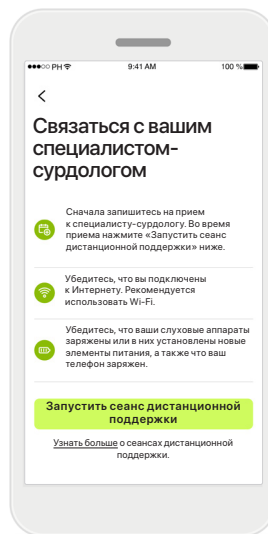 PH 9:41 AM 100 %
Связаться с вашим
специалистом-
сурдологом
Сначала запишитесь на прием
к специалисту-сурдологу. Во время
приема нажмите «Запустить сеанс
дистанционной поддержки» ниже.
Убедитесь, что вы подключены
к Интернету. Рекомендуется
использовать Wi-Fi.
Убедитесь, что ваши слуховые аппараты
заряжены или в них установлены новые
элементы питания, а также что ваш
телефон заряжен.
Запустить сеанс дистанционной
поддержки
Узнать больше о сеансах дистанционной
поддержки.